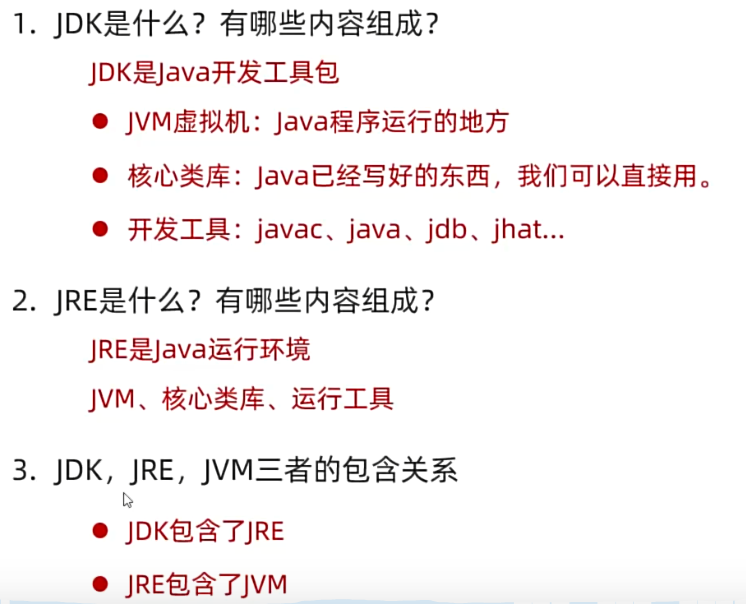 1. JDK是什么？有哪些内容组成？
JDK是Java开发工具包
● JVM虚拟机：Java程序运行的地方
● 核心类库：Java已经写好的东西，我们可以直接用。
● 开发工具：javac、java、jdb、jhat...
2. JRE是什么？有哪些内容组成？
JRE是Java运行环境
JVM、核心类库、运行工具
3. JDK，JRE，JVM三者的包含关系
● JDK包含了JRE
● JRE包含了JVM